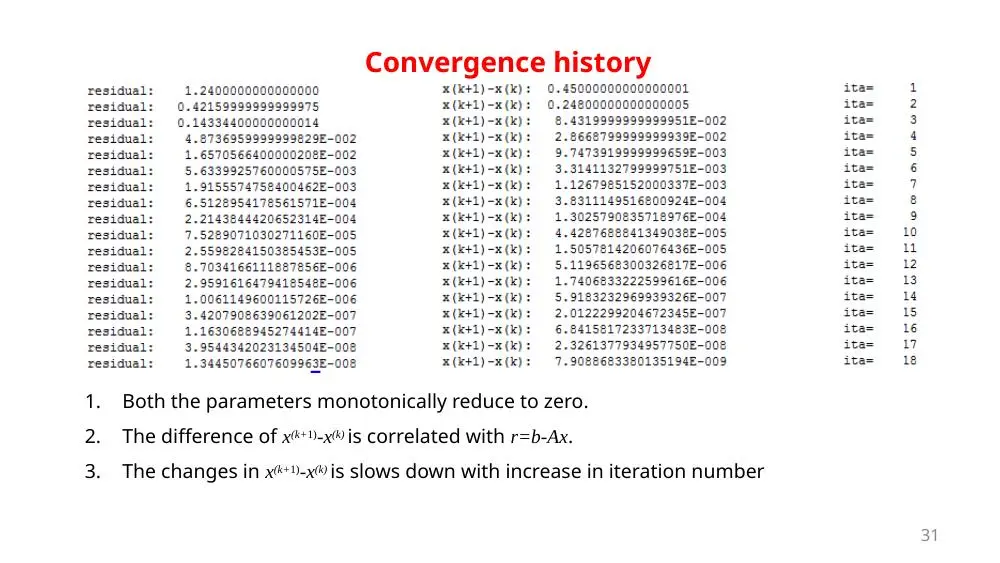 Convergence history
residual: 1.2400000000000000 x(k+1)-x(k): 0.45000000000000001 ita= 1
residual: 0.42159999999999975 x(k+1)-x(k): 0.24800000000000005 ita= 2
residual: 0.14334400000000014 x(k+1)-x(k): 8.4319999999999951E-002 ita= 3
residual: 4.8736959999999829E-002 x(k+1)-x(k): 2.8668799999999939E-002 ita= 4
residual: 1.6570566400000208E-002 x(k+1)-x(k): 9.7473919999999659E-003 ita= 5
residual: 5.6339925760000575E-003 x(k+1)-x(k): 3.3141132799999751E-003 ita= 6
residual: 1.9155574758400462E-003 x(k+1)-x(k): 1.1267985152000337E-003 ita= 7
residual: 6.5128954178561571E-004 x(k+1)-x(k): 3.8311149516800924E-004 ita= 8
residual: 2.2143844420652314E-004 x(k+1)-x(k): 1.3025790835718976E-004 ita= 9
residual: 7.5289071030271160E-005 x(k+1)-x(k): 4.4287688841349038E-005 ita= 10
residual: 2.5598284150385453E-005 x(k+1)-x(k): 1.5057814206076436E-005 ita= 11
residual: 8.7034166111887856E-006 x(k+1)-x(k): 5.1196568300326817E-006 ita= 12
residual: 2.9591616479418548E-006 x(k+1)-x(k): 1.7406833222599616E-006 ita= 13
residual: 1.0061149600115726E-006 x(k+1)-x(k): 5.9183232969939326E-007 ita= 14
residual: 3.4207908639061202E-007 x(k+1)-x(k): 2.0122299204672345E-007 ita= 15
residual: 1.1630688945274414E-007 x(k+1)-x(k): 6.8415817233713483E-008 ita= 16
residual: 3.9544342023134504E-008 x(k+1)-x(k): 2.3261377934957750E-008 ita= 17
residual: 1.3445076607609963E-008 x(k+1)-x(k): 7.9088683380135194E-009 ita= 18
1. Both the parameters monotonically reduce to zero.
2. The difference of x(k+1)-x(k) is correlated with r=b-Ax.
3. The changes in x(k+1)-x(k) is slows down with increase in iteration number
31